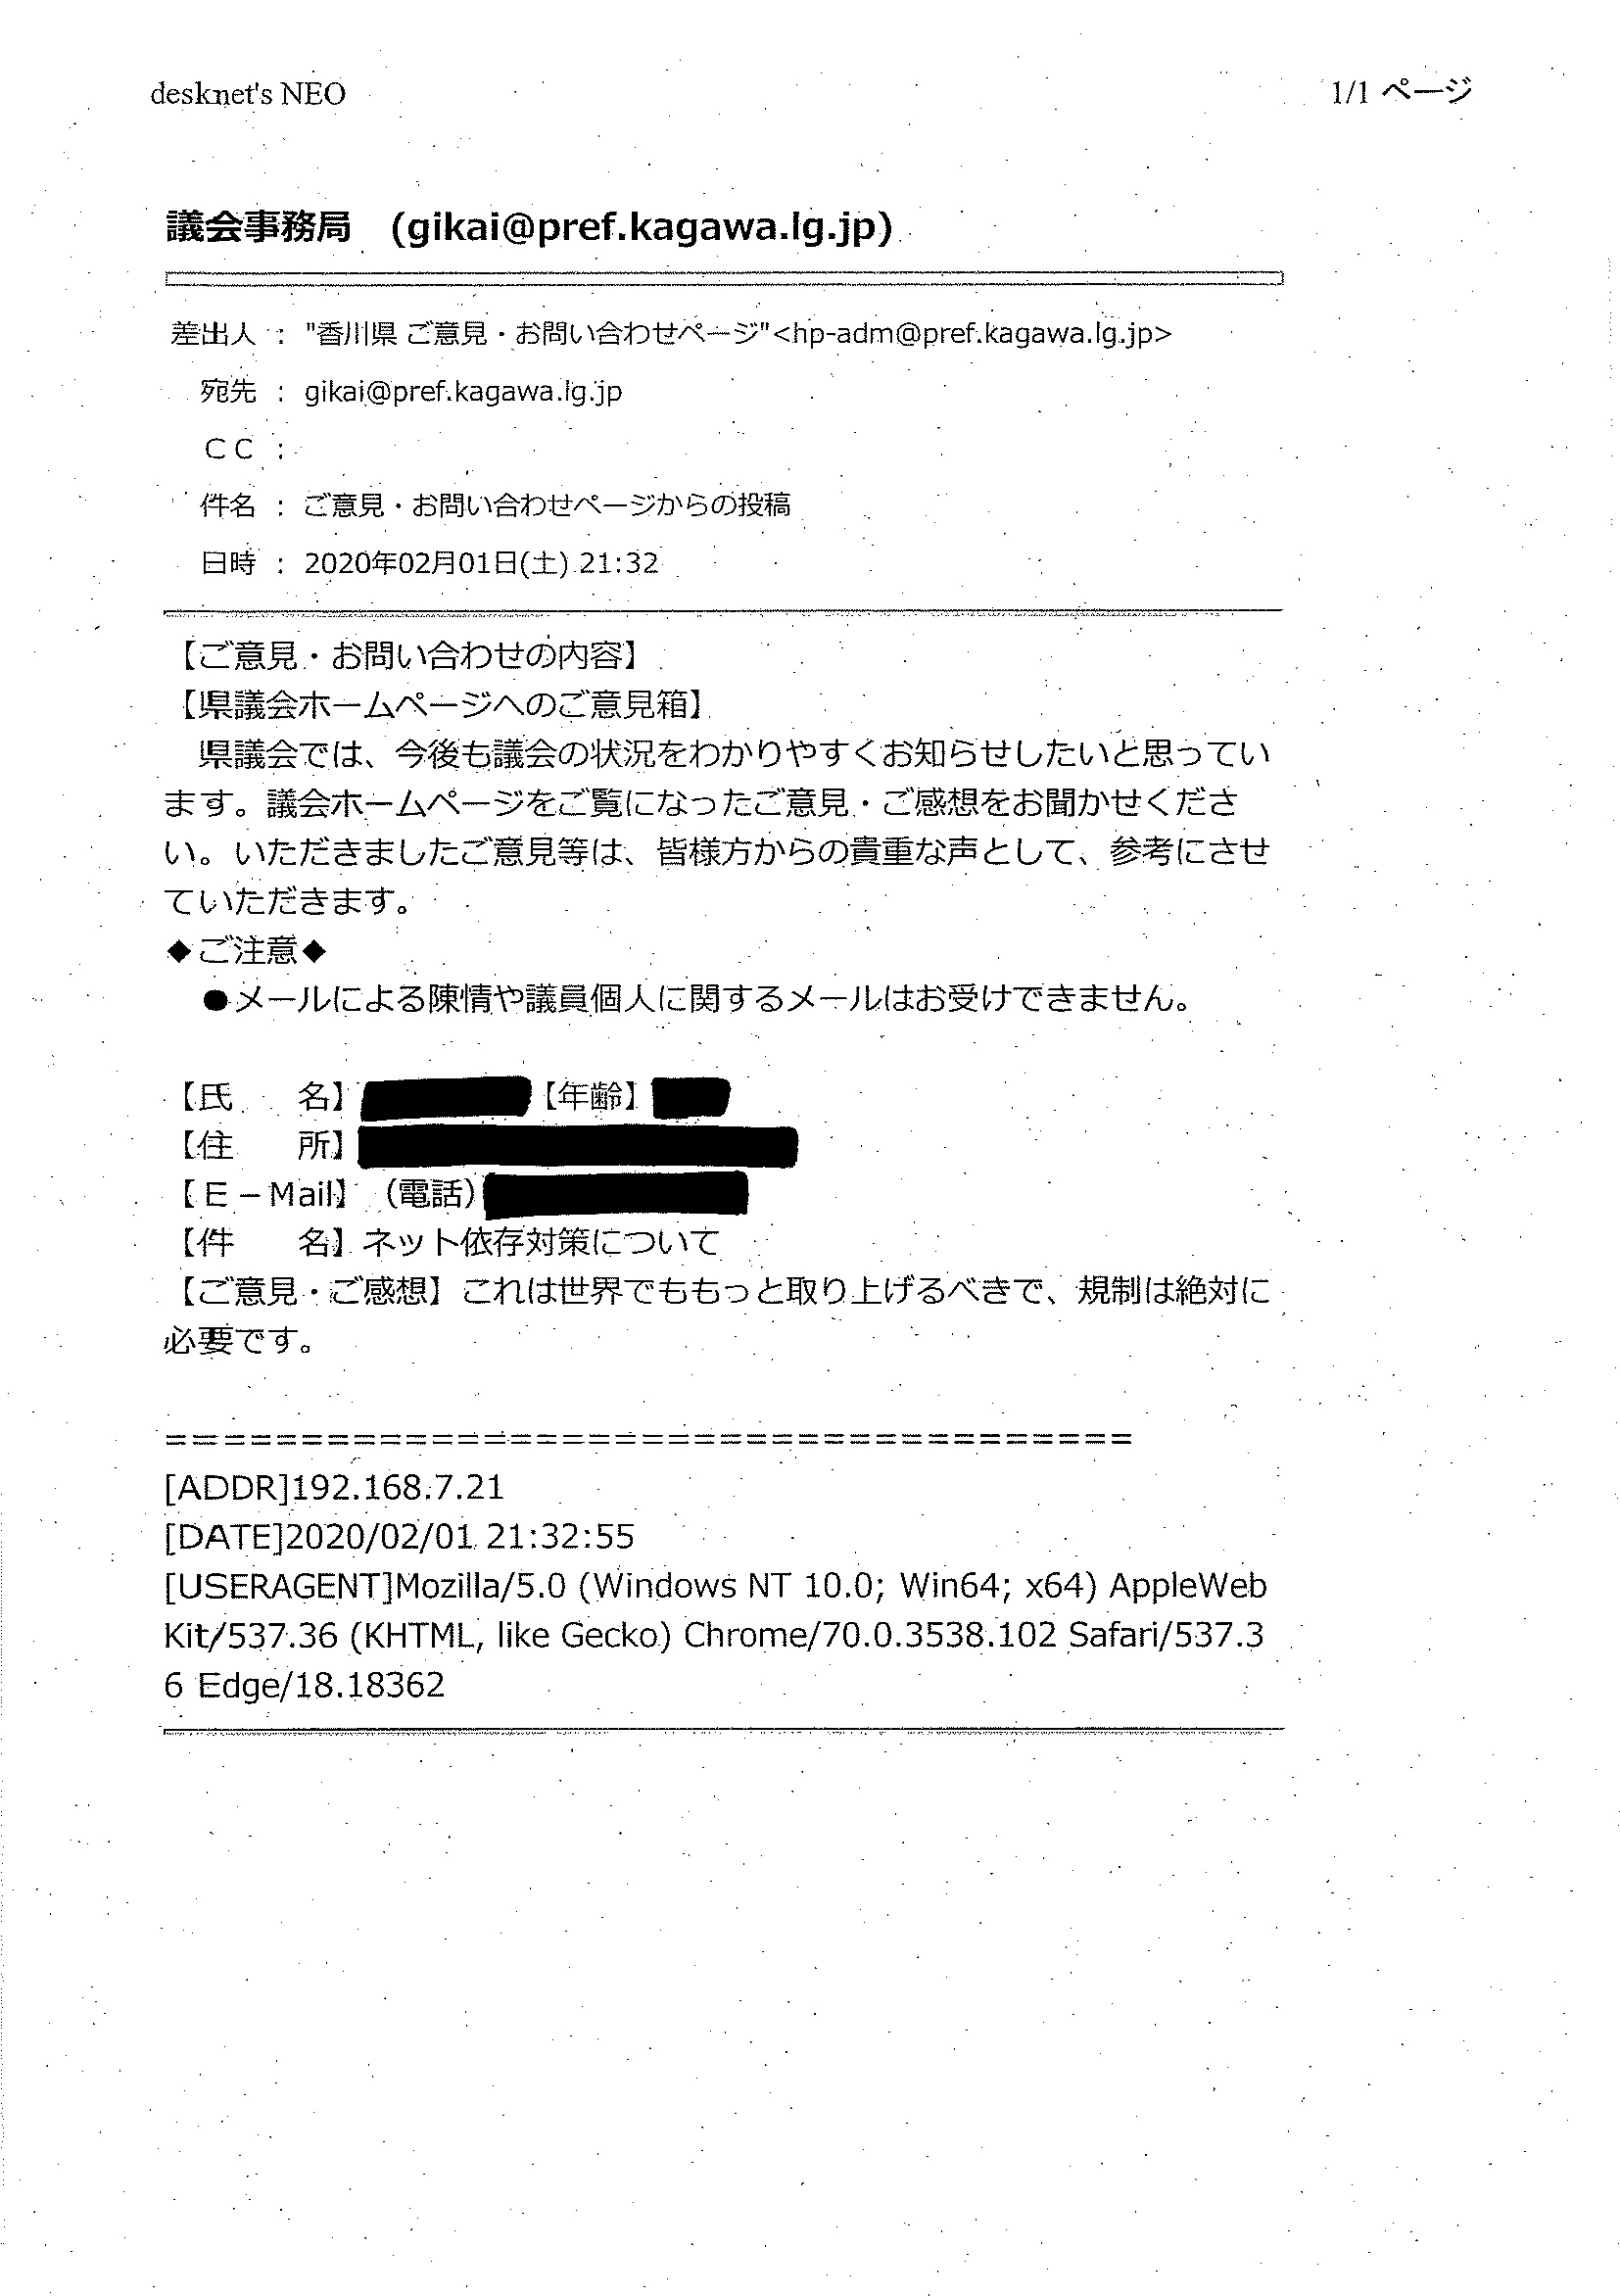 desknet's NEO
1/1 ページ
議会事務局　(gikai@pref.kagawa.lg.jp)
差出人 ： "香川県 ご意見・お問い合わせページ"<hp-adm@pref.kagawa.lg.jp>
宛先 ： gikai@pref.kagawa.lg.jp
ＣＣ ：
件名 ： ご意見・お問い合わせページからの投稿
日時 ： 2020年02月01日(土) 21:32
【ご意見・お問い合わせの内容】
【県議会ホームページへのご意見箱】
　県議会では、今後も議会の状況をわかりやすくお知らせしたいと思ってい
ます。議会ホームページをご覧になったご意見・ご感想をお聞かせくださ
い。いただきましたご意見等は、皆様方からの貴重な声として、参考にさせ
ていただきます。
◆ご注意◆
　●メールによる陳情や議員個人に関するメールはお受けできません。
【氏　　名】【年齢】
【住　　所】
【Ｅ－Mail】（電話）
【件　　名】ネット依存対策について
【ご意見・ご感想】これは世界でももっと取り上げるべきで、規制は絶対に
必要です。
=====================================
[ADDR]192.168.7.21
[DATE]2020/02/01 21:32:55
[USERAGENT]Mozilla/5.0 (Windows NT 10.0; Win64; x64) AppleWeb
Kit/537.36 (KHTML, like Gecko) Chrome/70.0.3538.102 Safari/537.3
6 Edge/18.18362